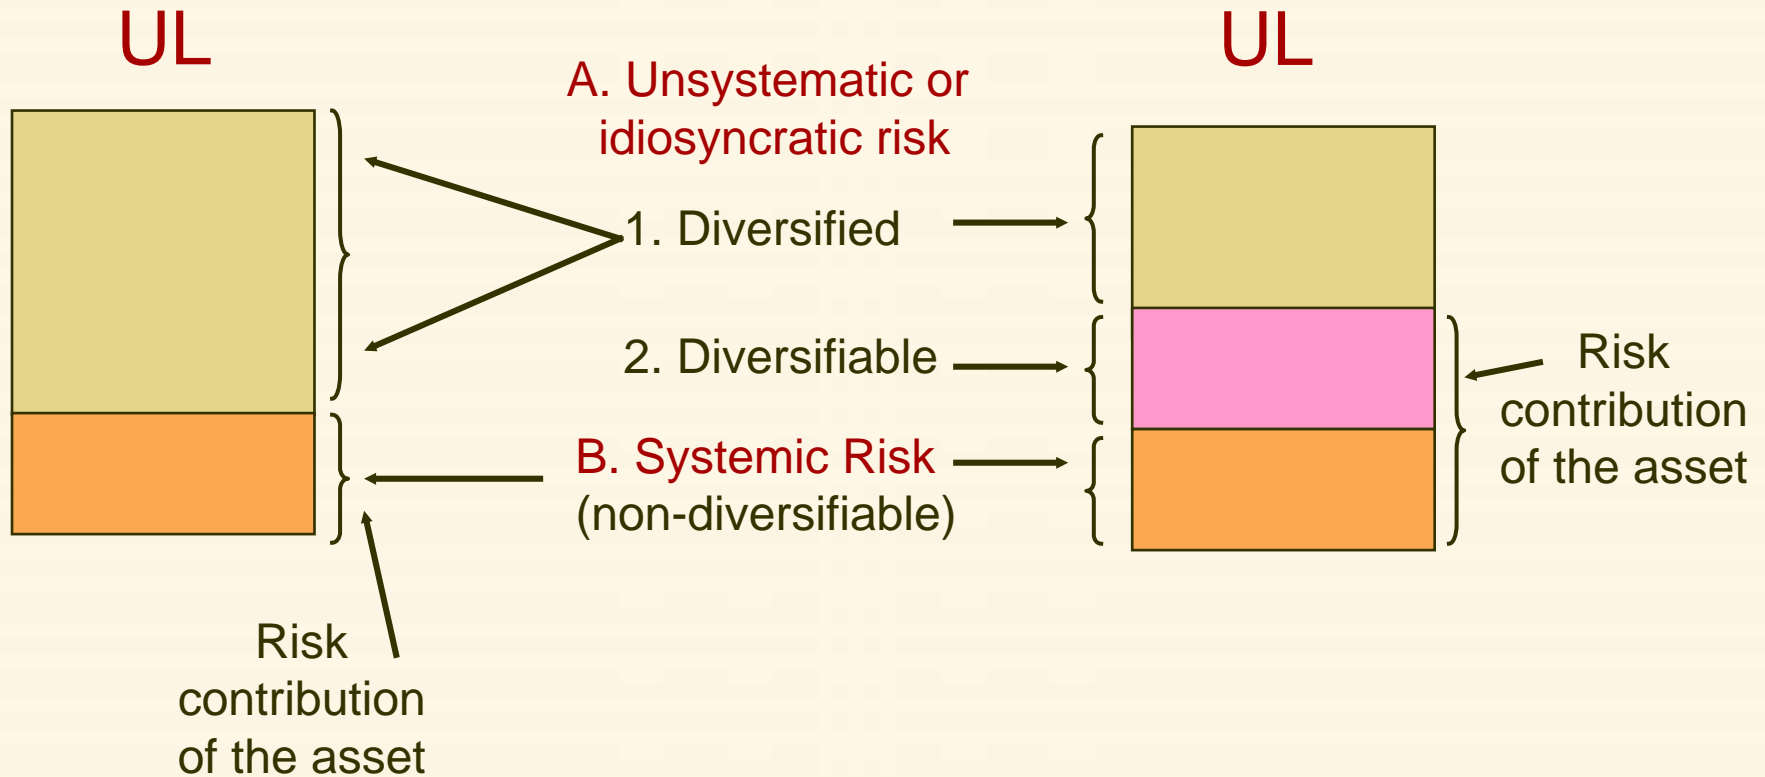 UL
UL
A. Unsystematic or
idiosyncratic risk
1. Diversified
2. Diversifiable
B. Systemic Risk
(non-diversifiable)
Risk
contribution
of the asset
Risk
contribution
of the asset